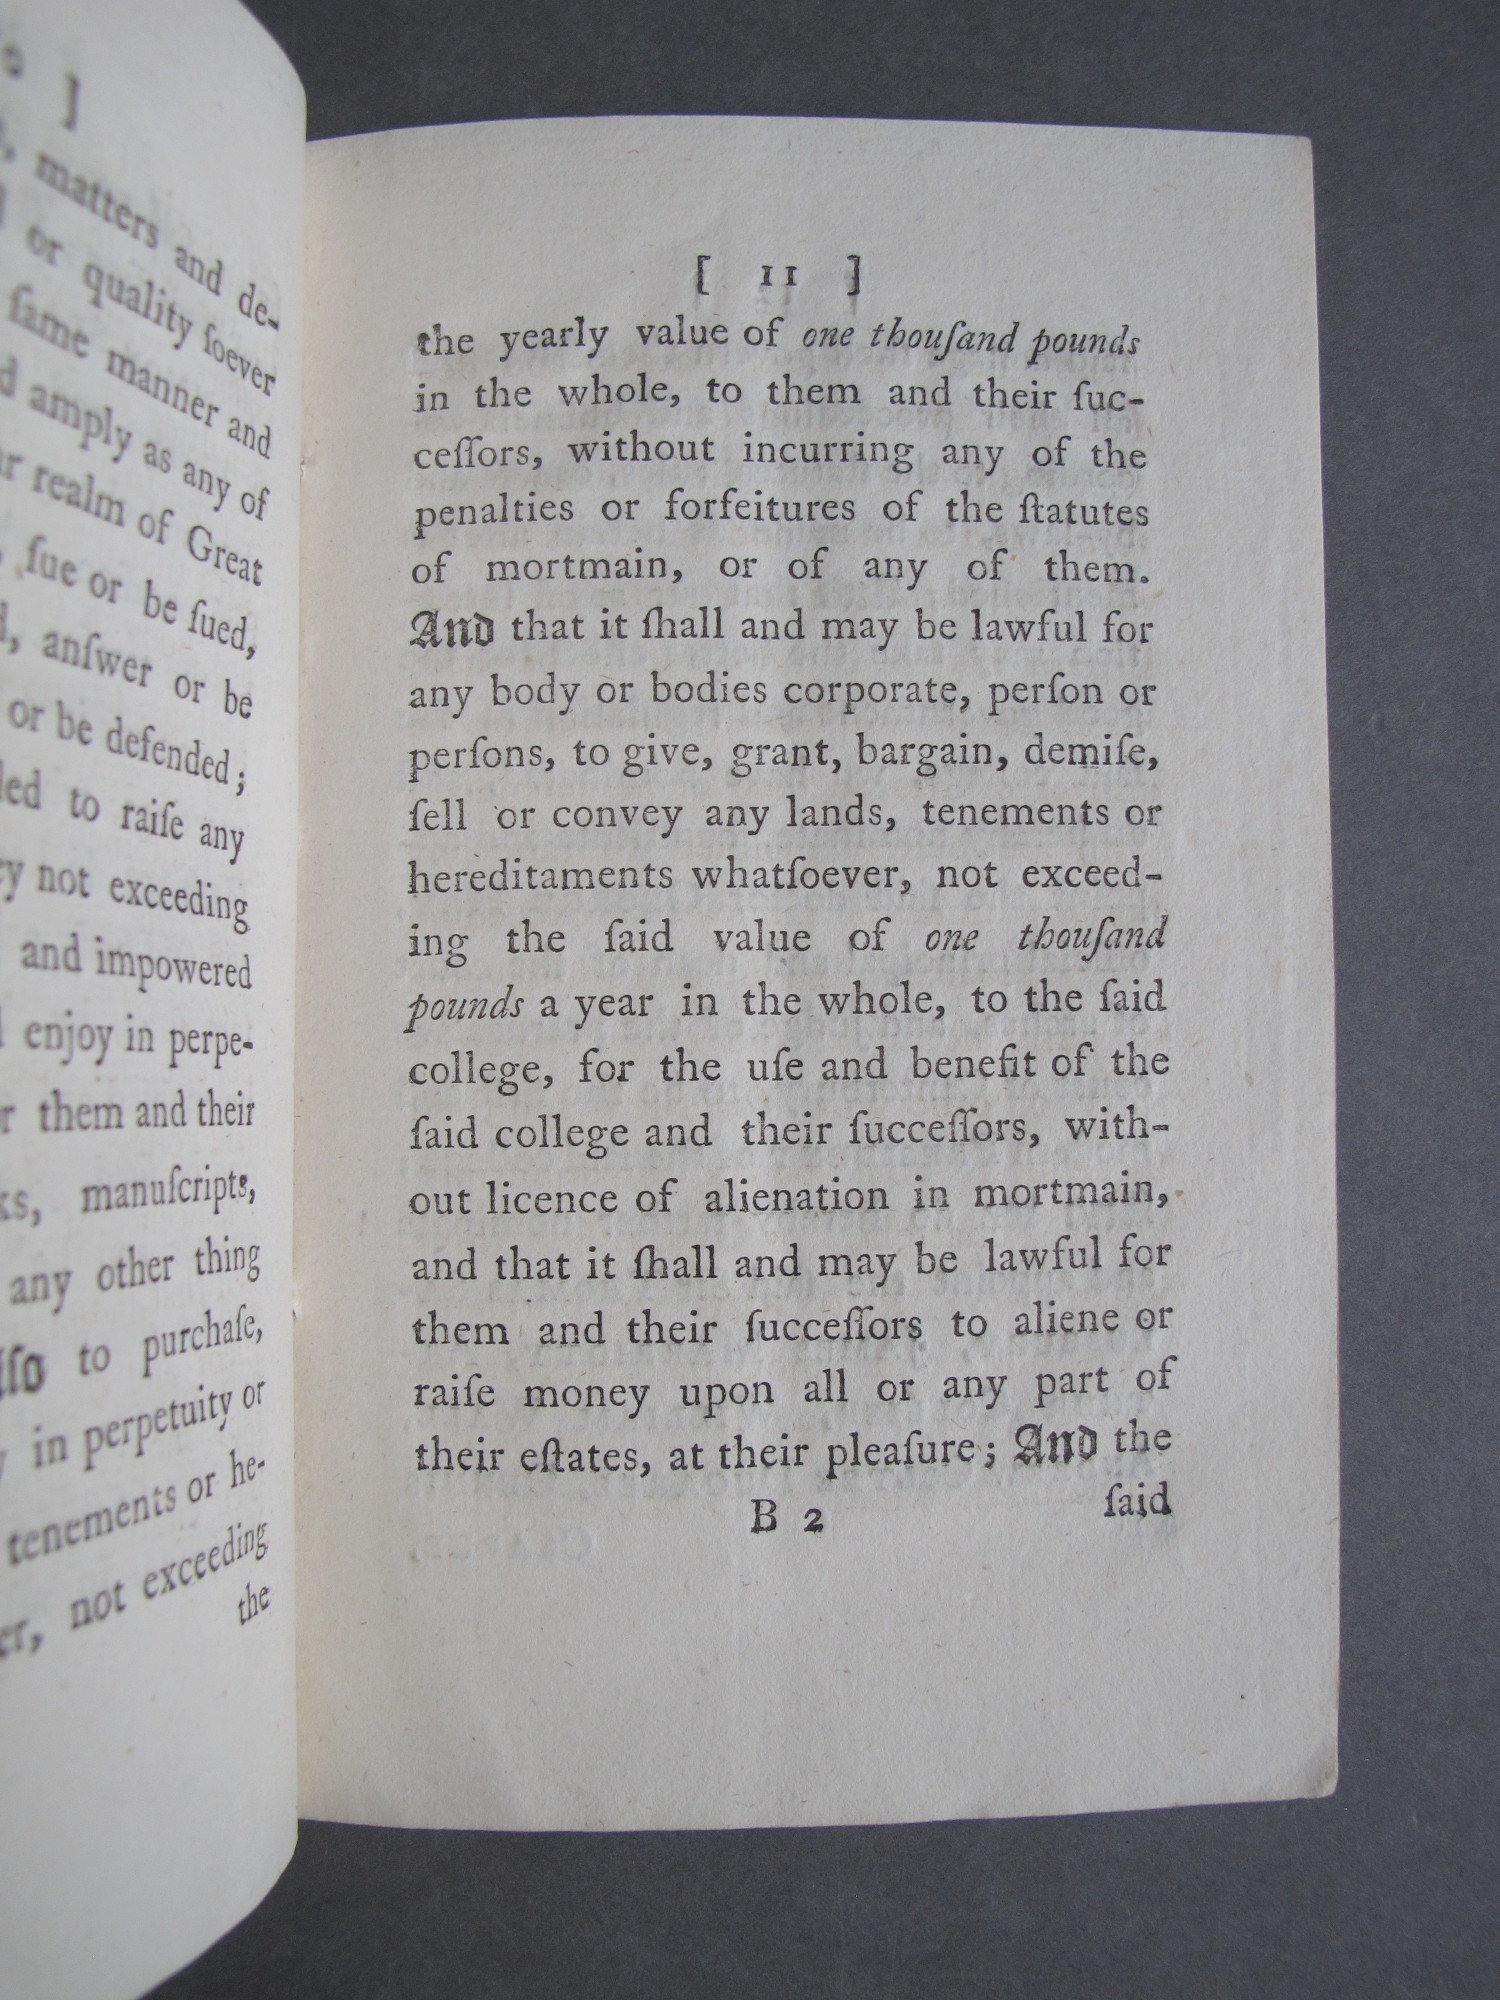 ]
matters and de-
or quality ſoever
ſame manner and
amply as any of
realm of Great
ſue or be ſued,
anſwer or be
or be defended;
to raiſe any
not exceeding
and impowered
enjoy in perpe-
them and their
manuſcripts,
any other thing
to purchaſe,
in perpetuity or
tenements or he-
not exceeding
the
[ 11 ]
the yearly value of one thouſand pounds
in the whole, to them and their ſuc-
ceſſors, without incurring any of the
penalties or forfeitures of the ſtatutes
of mortmain, or of any of them.
And that it ſhall and may be lawful for
any body or bodies corporate, perſon or
perſons, to give, grant, bargain, demiſe,
ſell or convey any lands, tenements or
hereditaments whatſoever, not exceed-
ing the ſaid value of one thouſand
pounds a year in the whole, to the ſaid
college, for the uſe and benefit of the
ſaid college and their ſucceſſors, with-
out licence of alienation in mortmain,
and that it ſhall and may be lawful for
them and their ſucceſſors to aliene or
raiſe money upon all or any part of
their eſtates, at their pleaſure; And the
B 2 ſaid